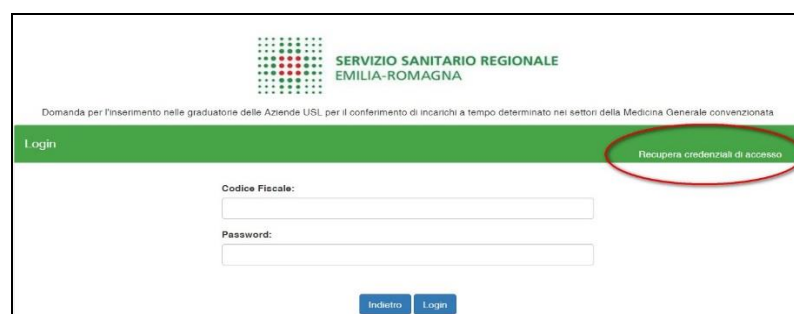 SERVIZIO SANITARIO REGIONALE
EMILIA-ROMAGNA
Domanda per l'inserimento nelle graduatorie delle Aziende USL per il conferimento di incarichi a tempo determinato nei settori della Medicina Generale convenzionata
Login
Recupera credenziali di accesso
Codice Fiscale:
Password:
Indietro Login